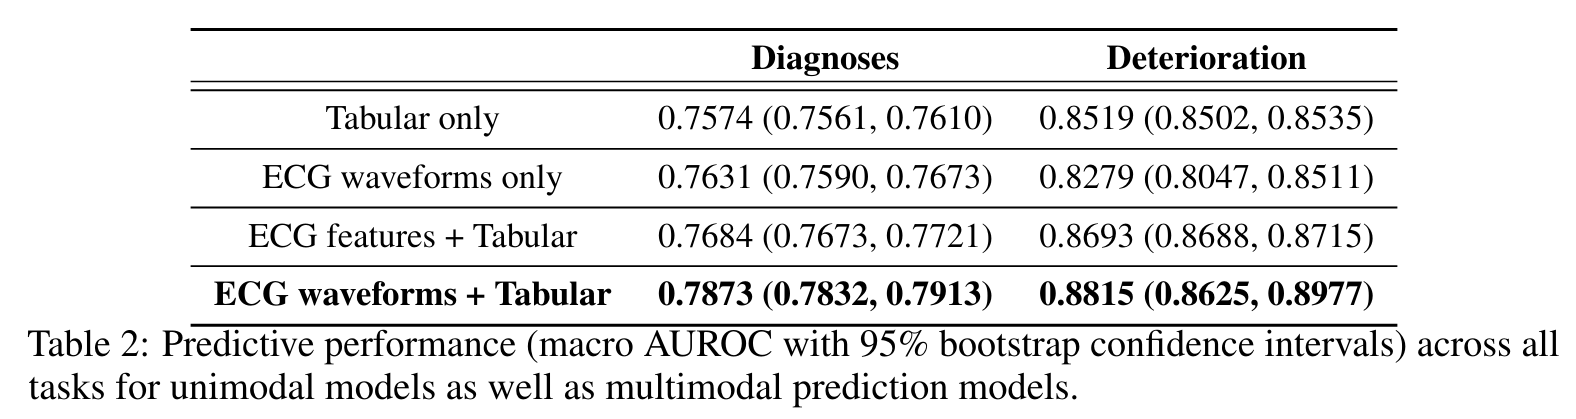 Diagnoses Deterioration
Tabular only 0.7574 (0.7561, 0.7610) 0.8519 (0.8502, 0.8535)
ECG waveforms only 0.7631 (0.7590, 0.7673) 0.8279 (0.8047, 0.8511)
ECG features + Tabular 0.7684 (0.7673, 0.7721) 0.8693 (0.8688, 0.8715)
ECG waveforms + Tabular 0.7873 (0.7832, 0.7913) 0.8815 (0.8625, 0.8977)
Table 2: Predictive performance (macro AUROC with 95% bootstrap confidence intervals) across all
tasks for unimodal models as well as multimodal prediction models.